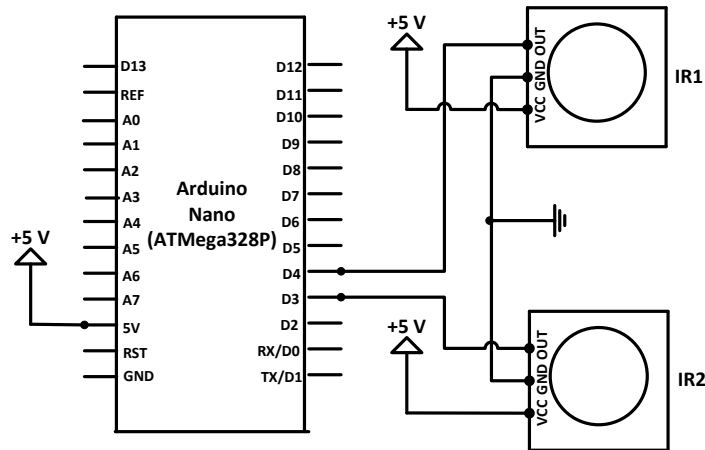 +5 V
D13
REF
A0
A1
A2
A3
A4
A5
A6
A7
5V
RST
GND
Arduino
Nano
(ATMega328P)
D12
D11
D10
D9
D8
D7
D6
D5
D4
D3
D2
RX/D0
TX/D1
+5 V
VCC GND OUT
IR1
+5 V
VCC GND OUT
IR2